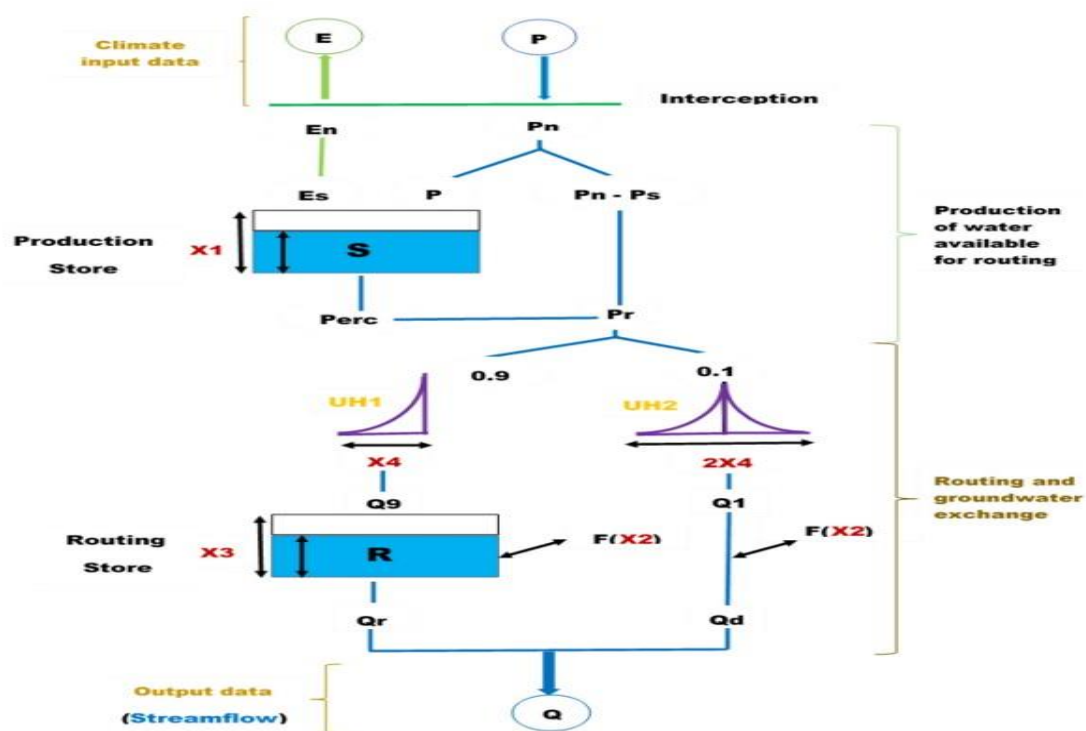 E
P
Climate
input data
Interception
En
Pn
Es
P
Pn - Ps
Production
Store
X1
S
Production
of water
available
for routing
Perc
Pr
0.9
0.1
UH1
UH2
X4
2X4
Q9
Q1
Routing and
groundwater
exchange
Routing
Store
X3
R
F(X2)
F(X2)
Qr
Qd
Output data
(Streamflow)
Q